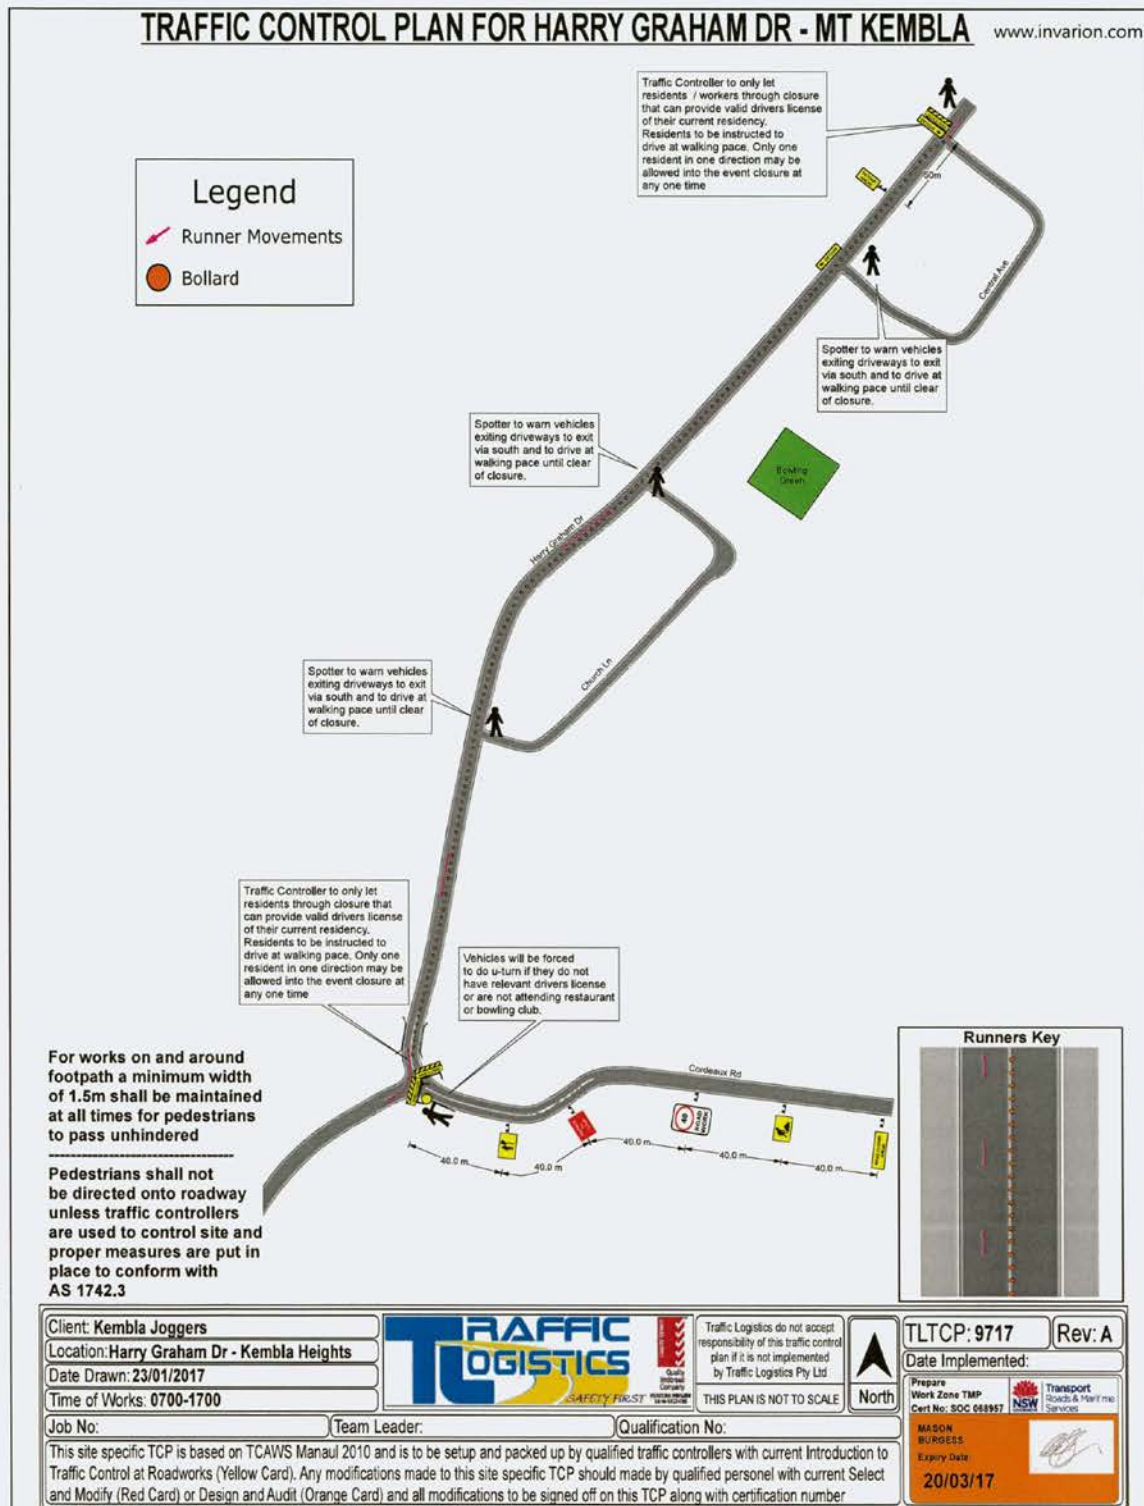 TRAFFIC CONTROL PLAN FOR HARRY GRAHAM DR - MT KEMBLA
www.invarion.com
Traffic Controller to only let
residents / workers through closure
that can provide valid drivers license
of their current residency.
Residents to be instructed to
drive at walking pace. Only one
resident in one direction may be
allowed into the event closure at
any one time
Legend
Runner Movements
Bollard
50m
Central Ave
Spotter to warn vehicles
exiting driveways to exit
via south and to drive at
walking pace until clear
of closure.
Spotter to warn vehicles
exiting driveways to exit
via south and to drive at
walking pace until clear
of closure.
Bowling
Green
Harry Graham Dr
Church Ln
Spotter to warn vehicles
exiting driveways to exit
via south and to drive at
walking pace until clear
of closure.
Traffic Controller to only let
residents through closure that
can provide valid drivers license
of their current residency.
Residents to be instructed to
drive at walking pace. Only one
resident in one direction may be
allowed into the event closure at
any one time
Vehicles will be forced
to do u-turn if they do not
have relevant drivers license
or are not attending restaurant
or bowling club.
Cordeaux Rd
40
ROAD
WORK
40.0 m
40.0 m
40.0 m
40.0 m
40.0 m
For works on and around
footpath a minimum width
of 1.5m shall be maintained
at all times for pedestrians
to pass unhindered
Pedestrians shall not
be directed onto roadway
unless traffic controllers
are used to control site and
proper measures are put in
place to conform with
AS 1742.3
Runners Key
Client: Kembla Joggers
Location: Harry Graham Dr - Kembla Heights
Date Drawn: 23/01/2017
Time of Works: 0700-1700
TRAFFIC
LOGISTICS
SAFETY FIRST
Quality
Endorsed
Company
Traffic Logistics do not accept
responsibility of this traffic control
plan if it is not implemented
by Traffic Logistics Pty Ltd
THIS PLAN IS NOT TO SCALE
North
TLTCP: 9717
Rev: A
Date Implemented:
Prepare
Work Zone TMP
Cert No: SOC 068957
NSW
Transport
Roads & Maritime
Services
MASON
BURGESS
Expiry Date:
20/03/17
Job No:
Team Leader:
Qualification No:
This site specific TCP is based on TCAWS Manaul 2010 and is to be setup and packed up by qualified traffic controllers with current Introduction to
Traffic Control at Roadworks (Yellow Card). Any modifications made to this site specific TCP should made by qualified personel with current Select
and Modify (Red Card) or Design and Audit (Orange Card) and all modifications to be signed off on this TCP along with certification number